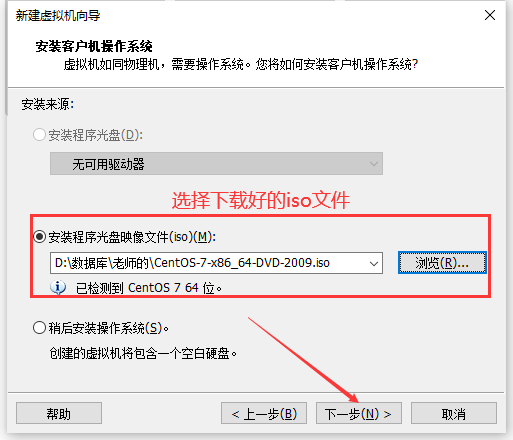 新建虚拟机向导
安装客户机操作系统
虚拟机如同物理机，需要操作系统。您将如何安装客户机操作系统?
安装来源:
安装程序光盘(D):
无可用驱动器
选择下载好的iso文件
安装程序光盘映像文件(iso)(M):
D:\数据库\老师的\CentOS-7-x86_64-DVD-2009.iso
浏览(R)...
已检测到 CentOS 7 64 位。
稍后安装操作系统(S)。
创建的虚拟机将包含一个空白硬盘。
帮助
< 上一步(B)
下一步(N) >
取消